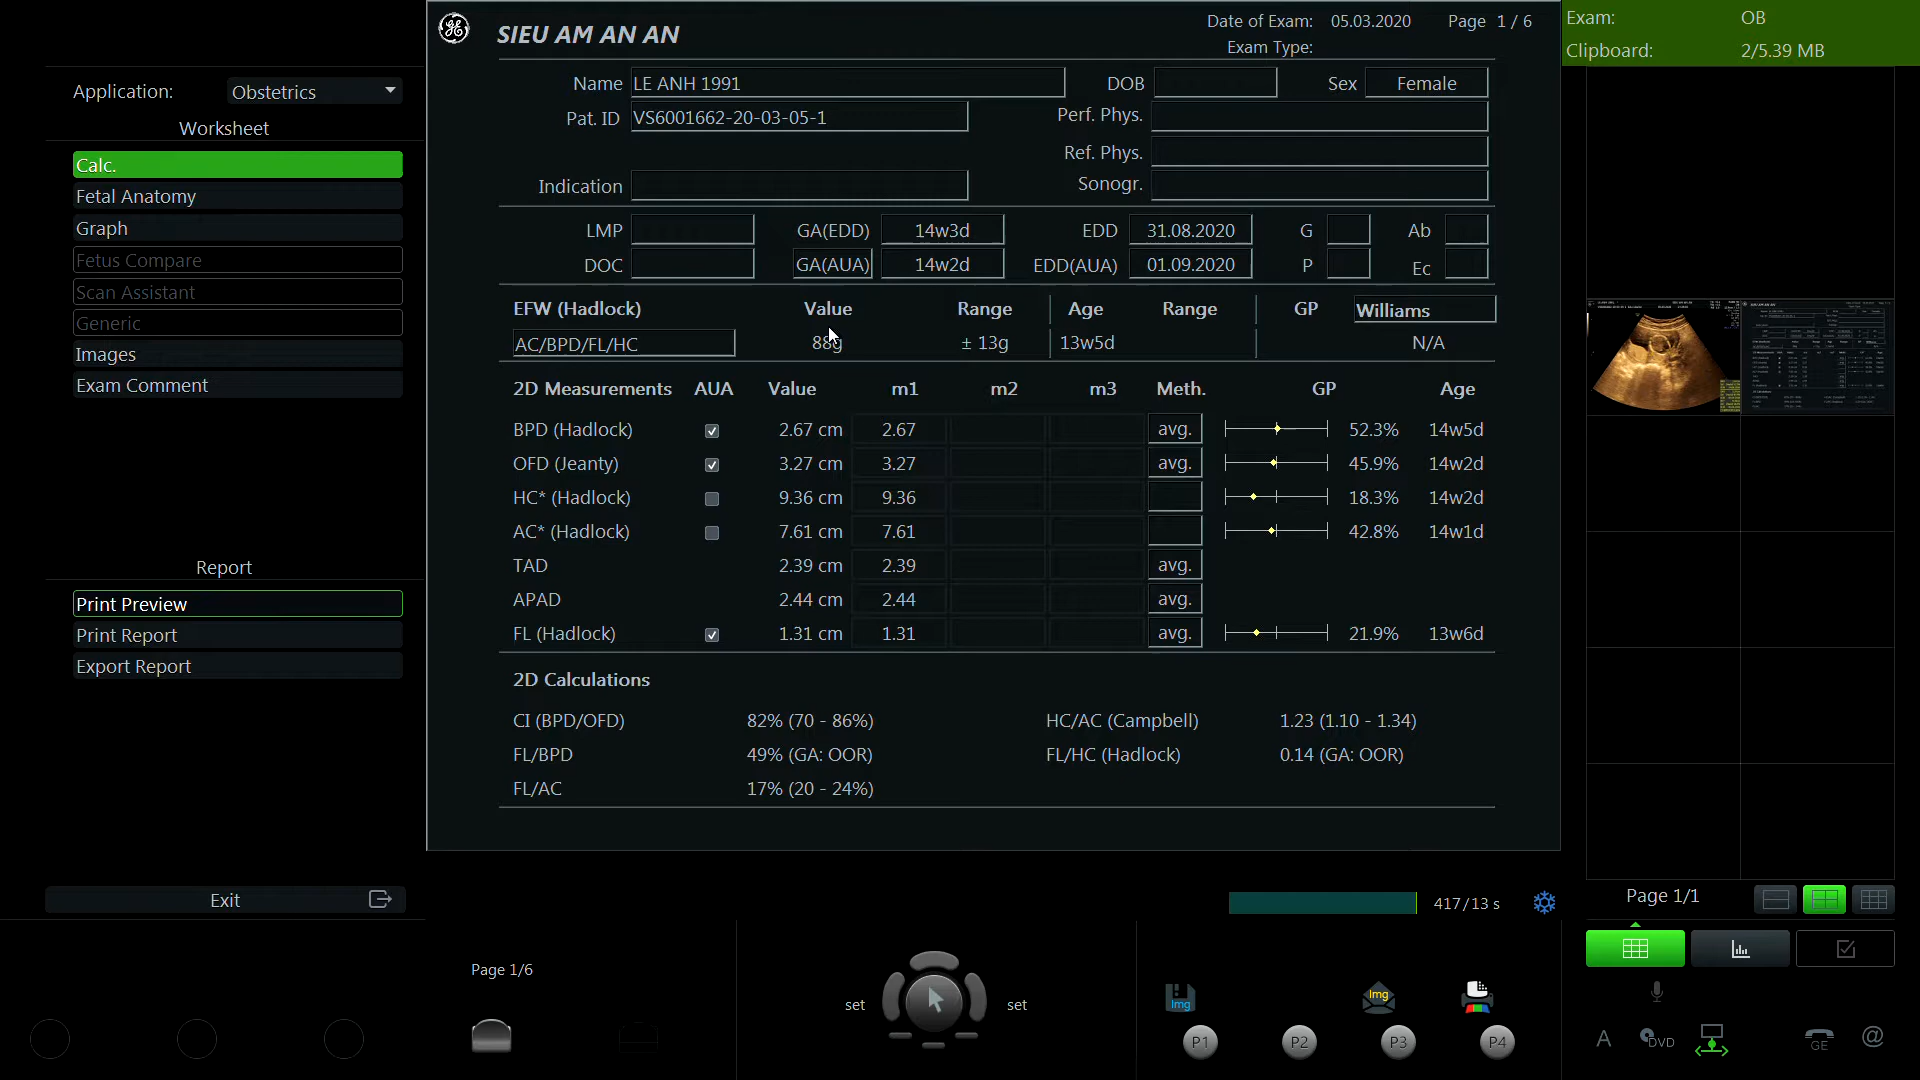 SIEU AM AN AN
Date of Exam: 05.03.2020 Page 1 / 6
Exam Type:
Exam: OB
Clipboard: 2/5.39 MB
Application: Obstetrics
Worksheet
Calc.
Fetal Anatomy
Graph
Fetus Compare
Scan Assistant
Generic
Images
Exam Comment
Report
Print Preview
Print Report
Export Report
Exit
Name LE ANH 1991 DOB Sex Female
Pat. ID VS6001662-20-03-05-1 Perf. Phys.
Ref. Phys.
Indication Sonogr.
LMP GA(EDD) 14w3d EDD 31.08.2020 G Ab
DOC GA(AUA) 14w2d EDD(AUA) 01.09.2020 P Ec
EFW (Hadlock) Value Range Age Range GP Williams
AC/BPD/FL/HC 88g ± 13g 13w5d N/A
2D Measurements AUA Value m1 m2 m3 Meth. GP Age
BPD (Hadlock) 2.67 cm 2.67 avg. 52.3% 14w5d
OFD (Jeanty) 3.27 cm 3.27 avg. 45.9% 14w2d
HC* (Hadlock) 9.36 cm 9.36 18.3% 14w2d
AC* (Hadlock) 7.61 cm 7.61 42.8% 14w1d
TAD 2.39 cm 2.39 avg.
APAD 2.44 cm 2.44 avg.
FL (Hadlock) 1.31 cm 1.31 avg. 21.9% 13w6d
2D Calculations
CI (BPD/OFD) 82% (70 - 86%) HC/AC (Campbell) 1.23 (1.10 - 1.34)
FL/BPD 49% (GA: OOR) FL/HC (Hadlock) 0.14 (GA: OOR)
FL/AC 17% (20 - 24%)
417/13 s
Page 1/1
Page 1/6
set set
Img Img
P1 P2 P3 P4
A DVD GE @